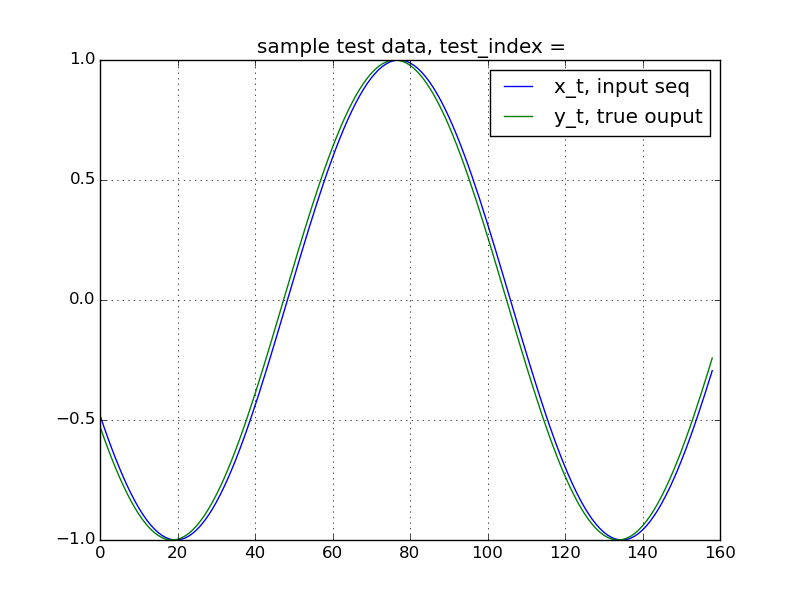 sample test data, test_index =
x_t, input seq
y_t, true ouput
1.0
0.5
0.0
−0.5
−1.0
0 20 40 60 80 100 120 140 160